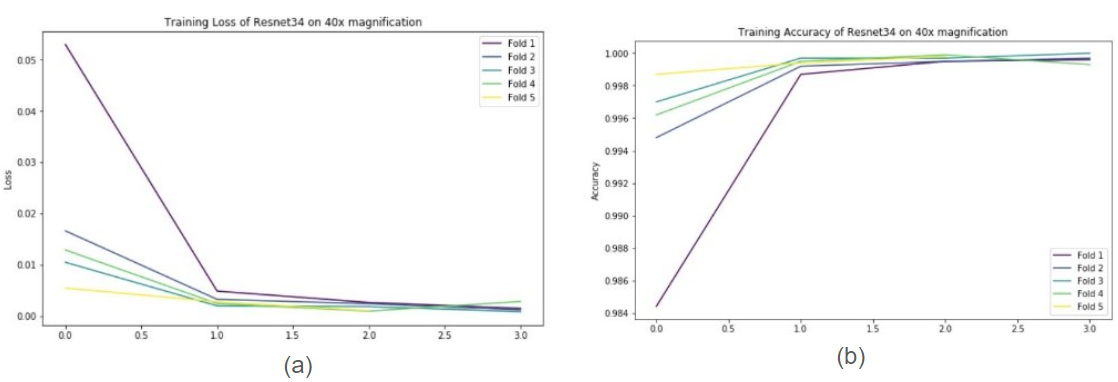 Training Loss of Resnet34 on 40x magnification
0.05
0.04
0.03
0.02
0.01
0.00
Loss
Fold 1
Fold 2
Fold 3
Fold 4
Fold 5
0.0 0.5 1.0 1.5 2.0 2.5 3.0
(a)
Training Accuracy of Resnet34 on 40x magnification
1.000
0.998
0.996
0.994
0.992
0.990
0.988
0.986
0.984
Accuracy
Fold 1
Fold 2
Fold 3
Fold 4
Fold 5
0.0 0.5 1.0 1.5 2.0 2.5 3.0
(b)